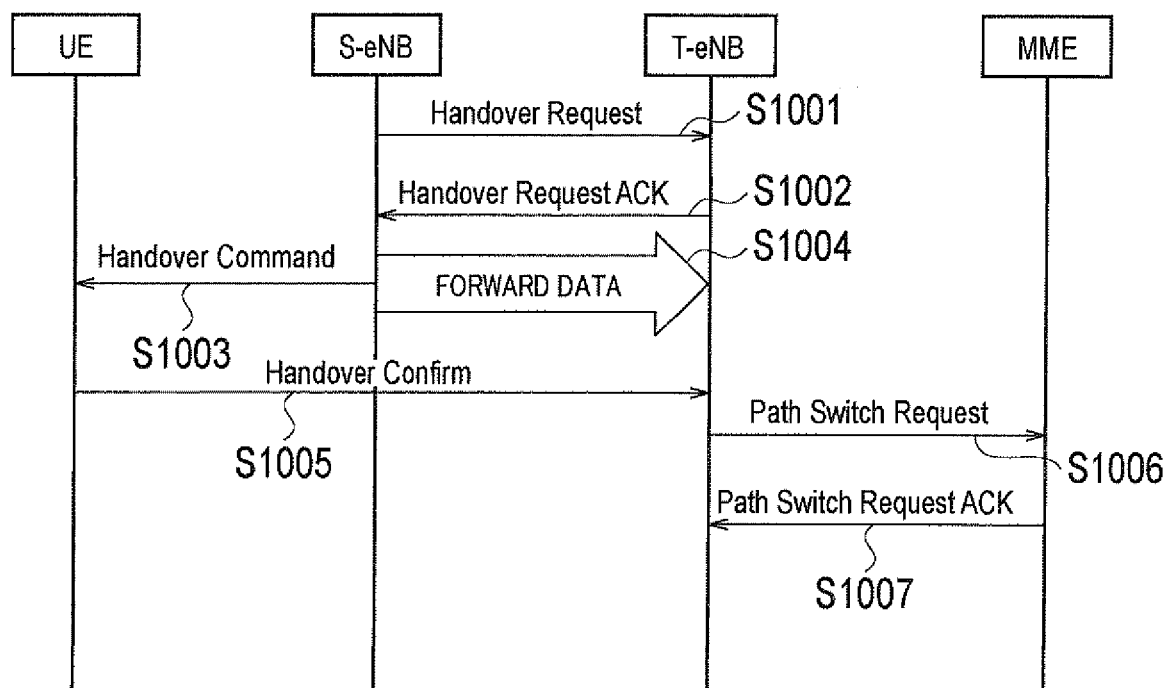 UE
S-eNB
T-eNB
MME
Handover Request
S1001
Handover Request ACK
S1002
S1004
Handover Command
FORWARD DATA
S1003
Handover Confirm
S1005
Path Switch Request
S1006
Path Switch Request ACK
S1007